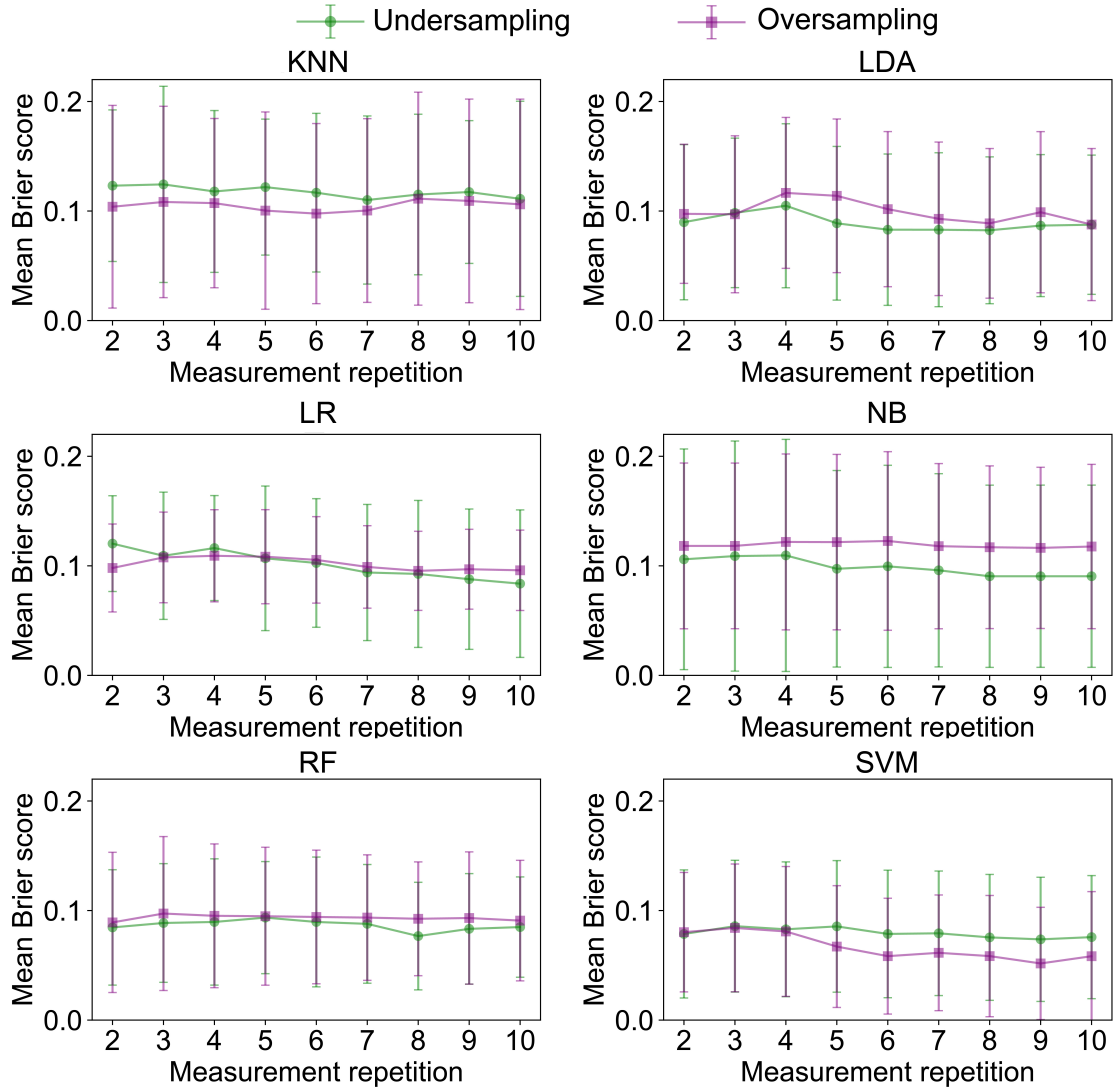 Undersampling Oversampling
KNN
Mean Brier score
0.2
0.1
0.0
2 3 4 5 6 7 8 9 10
Measurement repetition
LDA
Mean Brier score
0.2
0.1
0.0
2 3 4 5 6 7 8 9 10
Measurement repetition
LR
Mean Brier score
0.2
0.1
0.0
2 3 4 5 6 7 8 9 10
Measurement repetition
NB
Mean Brier score
0.2
0.1
0.0
2 3 4 5 6 7 8 9 10
Measurement repetition
RF
Mean Brier score
0.2
0.1
0.0
2 3 4 5 6 7 8 9 10
Measurement repetition
SVM
Mean Brier score
0.2
0.1
0.0
2 3 4 5 6 7 8 9 10
Measurement repetition